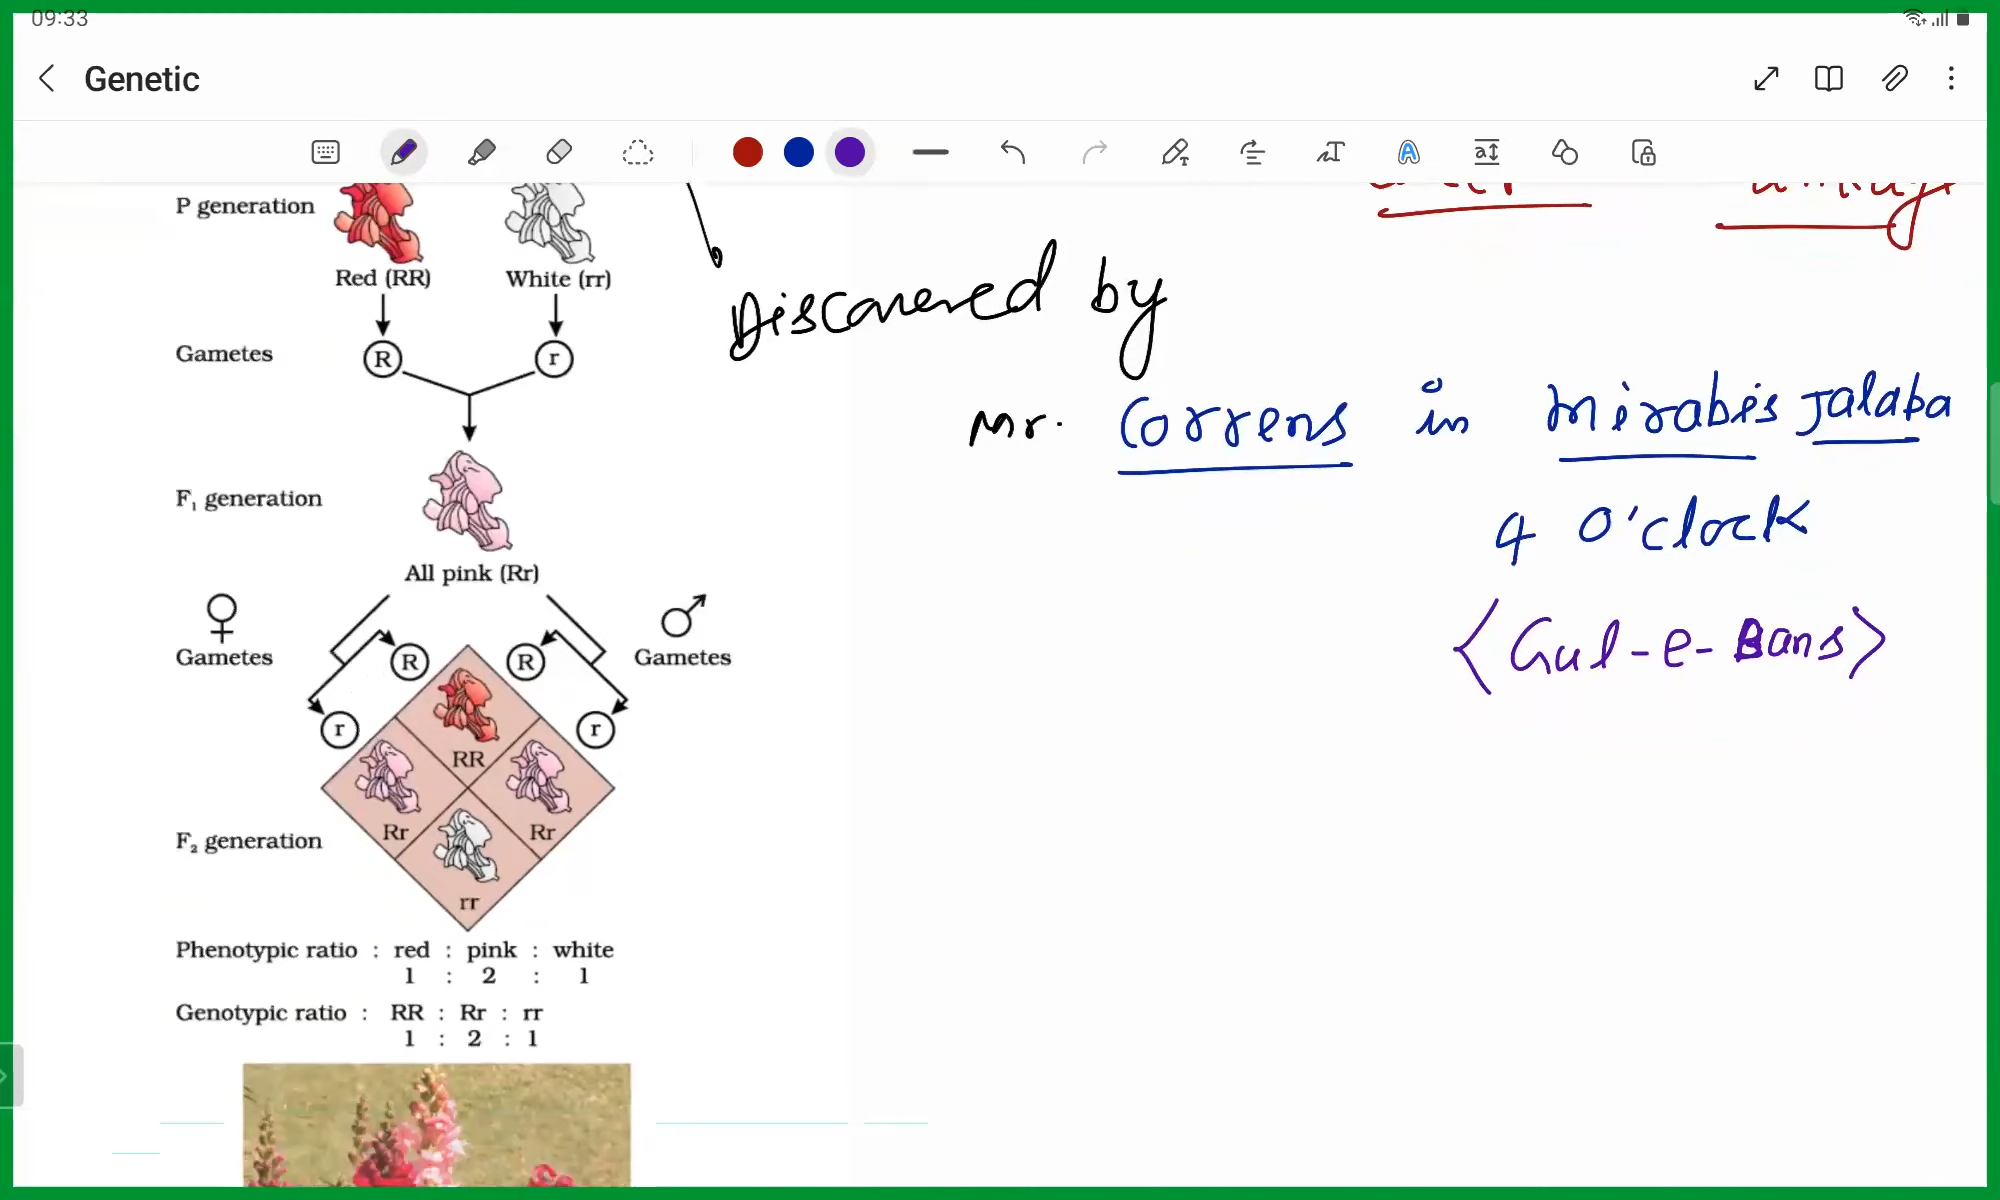 09:33
Genetic
P generation
Red (RR) White (rr)
Gametes R r
F₁ generation
All pink (Rr)
Gametes R R Gametes
r r
RR
Rr Rr
F₂ generation
rr
Phenotypic ratio : red : pink : white
1 : 2 : 1
Genotypic ratio : RR : Rr : rr
1 : 2 : 1
Discovered by
Mr. Correns in Mirabis Jalaba
4 O'clock
<Gul-e-Bans>